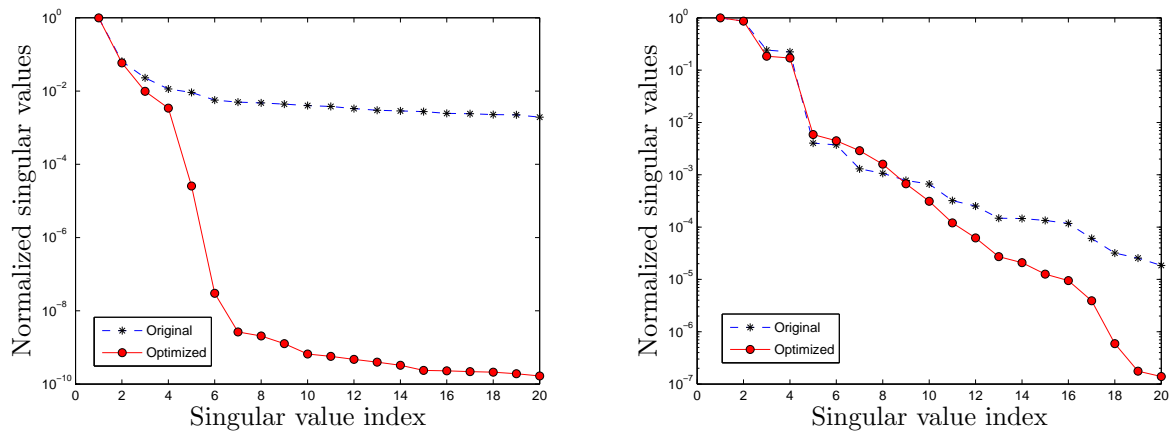 Normalized singular values
10^0
10^-2
10^-4
10^-6
10^-8
10^-10
0 2 4 6 8 10 12 14 16 18 20
Singular value index
Original
Optimized
Normalized singular values
10^0
10^-1
10^-2
10^-3
10^-4
10^-5
10^-6
10^-7
0 2 4 6 8 10 12 14 16 18 20
Singular value index
Original
Optimized